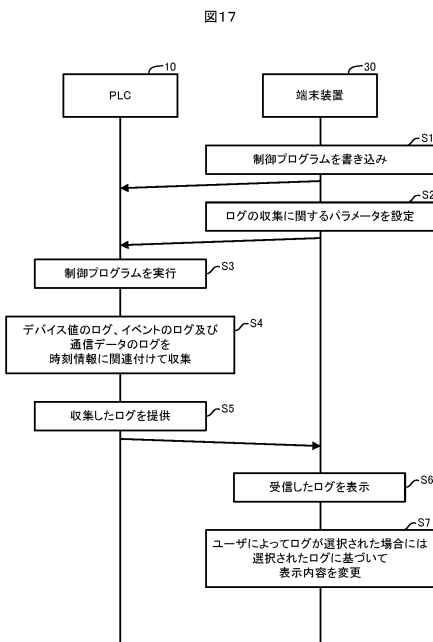 図17
10
30
PLC
端末装置
S1
制御プログラムを書き込み
S2
ログの収集に関するパラメータを設定
制御プログラムを実行
S3
デバイス値のログ、イベントのログ及び
通信データのログを
時刻情報に関連付けて収集
S4
収集したログを提供
S5
受信したログを表示
S6
S7
ユーザによってログが選択された場合には
選択されたログに基づいて
表示内容を変更